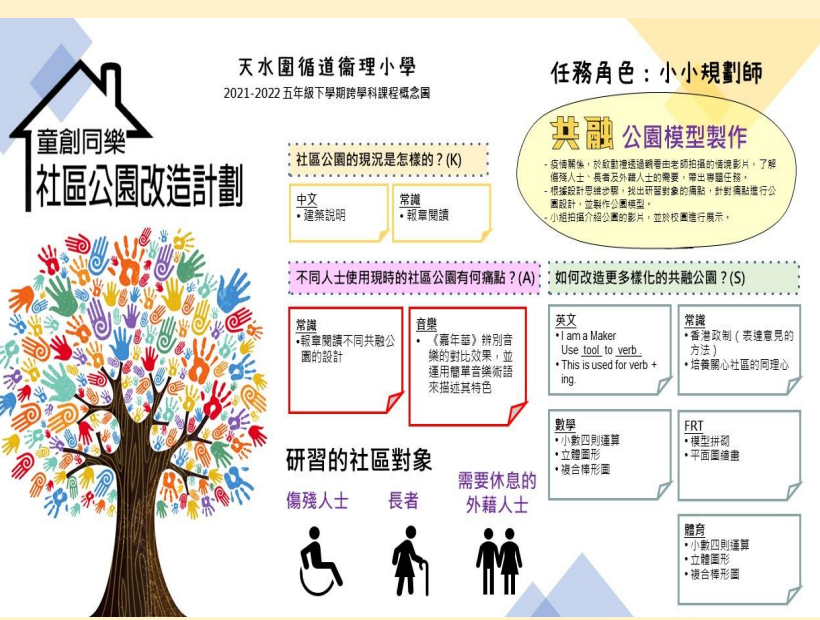 天水圍循道衞理小學
2021-2022五年級下學期跨學科課程概念圖
童創同樂
社區公園改造計劃
任務角色：小小規劃師
共融 公園模型製作
- 疫情關係，於啟動禮透過觀看由老師拍攝的情境影片，了解
傷殘人士、長者及外藉人士的需要，帶出專題任務。
- 根據設計思維步驟，找出研習對象的痛點，針對痛點進行公
園設計，並製作公園模型。
- 小組拍攝介紹公園的影片，並於校園進行展示。
社區公園的現況是怎樣的？(K)
中文
• 建築說明
常識
• 報章閱讀
不同人士使用現時的社區公園有何痛點？(A)
常識
•報章閱讀不同共融公
園的設計
音樂
• 《嘉年華》辨別音
樂的對比效果，並
運用簡單音樂術語
來描述其特色
如何改造更多樣化的共融公園？(S)
英文
• I am a Maker
Use tool to verb .
• This is used for verb +
ing.
常識
• 香港政制（表達意見的
方法）
• 培養關心社區的同理心
數學
• 小數四則運算
• 立體圖形
• 複合棒形圖
FRT
• 模型拼砌
• 平面圖繪畫
體育
• 小數四則運算
• 立體圖形
• 複合棒形圖
研習的社區對象
傷殘人士
長者
需要休息的
外藉人士